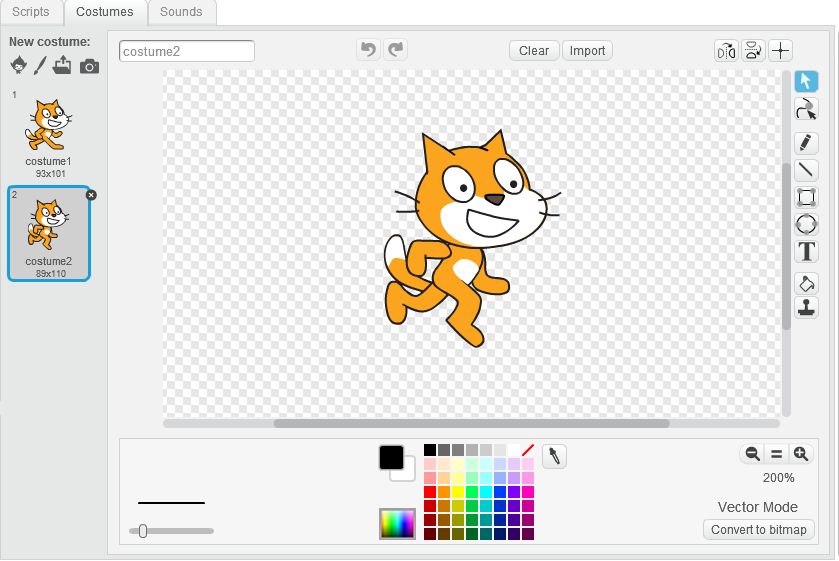 Scripts Costumes Sounds
New costume:
costume2
Clear Import
1
costume1
93x101
2
costume2
89x110
T
200%
Vector Mode
Convert to bitmap